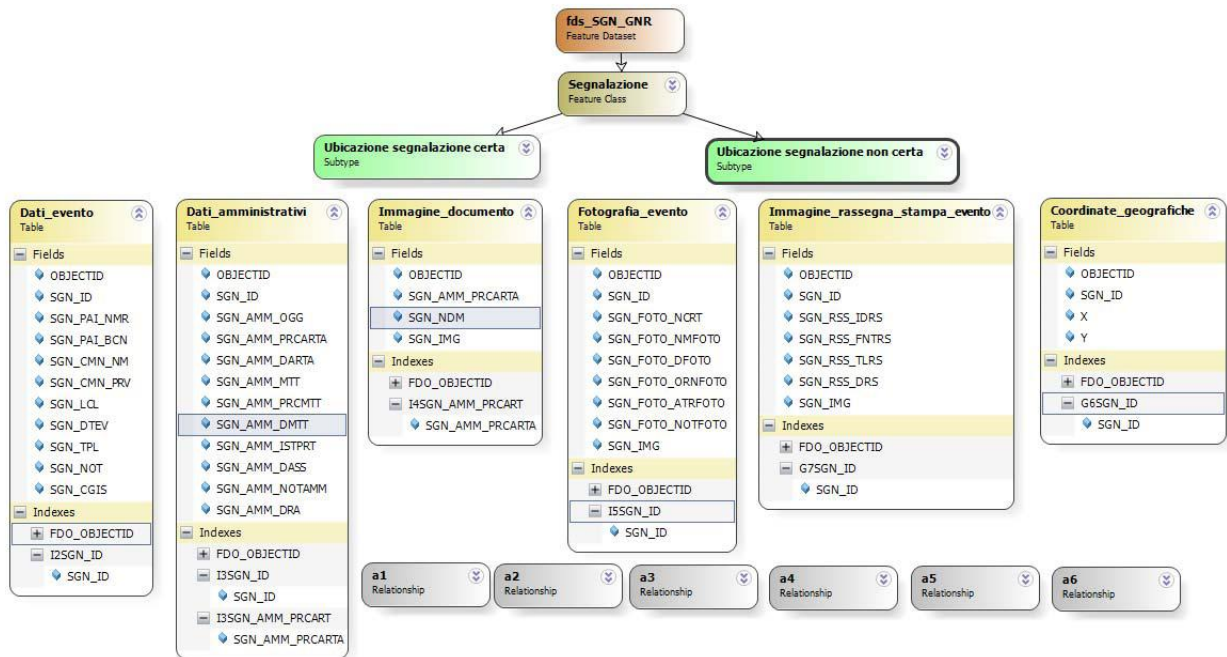 fds_SGN_GNR
Feature Dataset
Segnalazione
Feature Class
Ubicazione segnalazione certa
Subtype
Ubicazione segnalazione non certa
Subtype
Dati_evento
Table
Fields
OBJECTID
SGN_ID
SGN_PAI_NMR
SGN_PAI_BCN
SGN_CMN_NM
SGN_CMN_PRV
SGN_LCL
SGN_DTEV
SGN_TPL
SGN_NOT
SGN_CGIS
Indexes
FDO_OBJECTID
I2SGN_ID
SGN_ID
Dati_amministrativi
Table
Fields
OBJECTID
SGN_ID
SGN_AMM_OGG
SGN_AMM_PRCARTA
SGN_AMM_DARTA
SGN_AMM_MTT
SGN_AMM_PRCMTT
SGN_AMM_DMTT
SGN_AMM_ISTPRT
SGN_AMM_DASS
SGN_AMM_NOTAMM
SGN_AMM_DRA
Indexes
FDO_OBJECTID
I3SGN_ID
SGN_ID
I3SGN_AMM_PRCART
SGN_AMM_PRCARTA
Immagine_documento
Table
Fields
OBJECTID
SGN_AMM_PRCARTA
SGN_NDM
SGN_IMG
Indexes
FDO_OBJECTID
I4SGN_AMM_PRCART
SGN_AMM_PRCARTA
Fotografia_evento
Table
Fields
OBJECTID
SGN_ID
SGN_FOTO_NCRT
SGN_FOTO_NMFOTO
SGN_FOTO_DFOTO
SGN_FOTO_ORNFOTO
SGN_FOTO_ATRFOTO
SGN_FOTO_NOTFOTO
SGN_IMG
Indexes
FDO_OBJECTID
I5SGN_ID
SGN_ID
Immagine_rassegna_stampa_evento
Table
Fields
OBJECTID
SGN_ID
SGN_RSS_IDRS
SGN_RSS_FNTRS
SGN_RSS_TLRS
SGN_RSS_DRS
SGN_IMG
Indexes
FDO_OBJECTID
G7SGN_ID
SGN_ID
Coordinate_geografiche
Table
Fields
OBJECTID
SGN_ID
X
Y
Indexes
FDO_OBJECTID
G6SGN_ID
SGN_ID
a1
Relationship
a2
Relationship
a3
Relationship
a4
Relationship
a5
Relationship
a6
Relationship